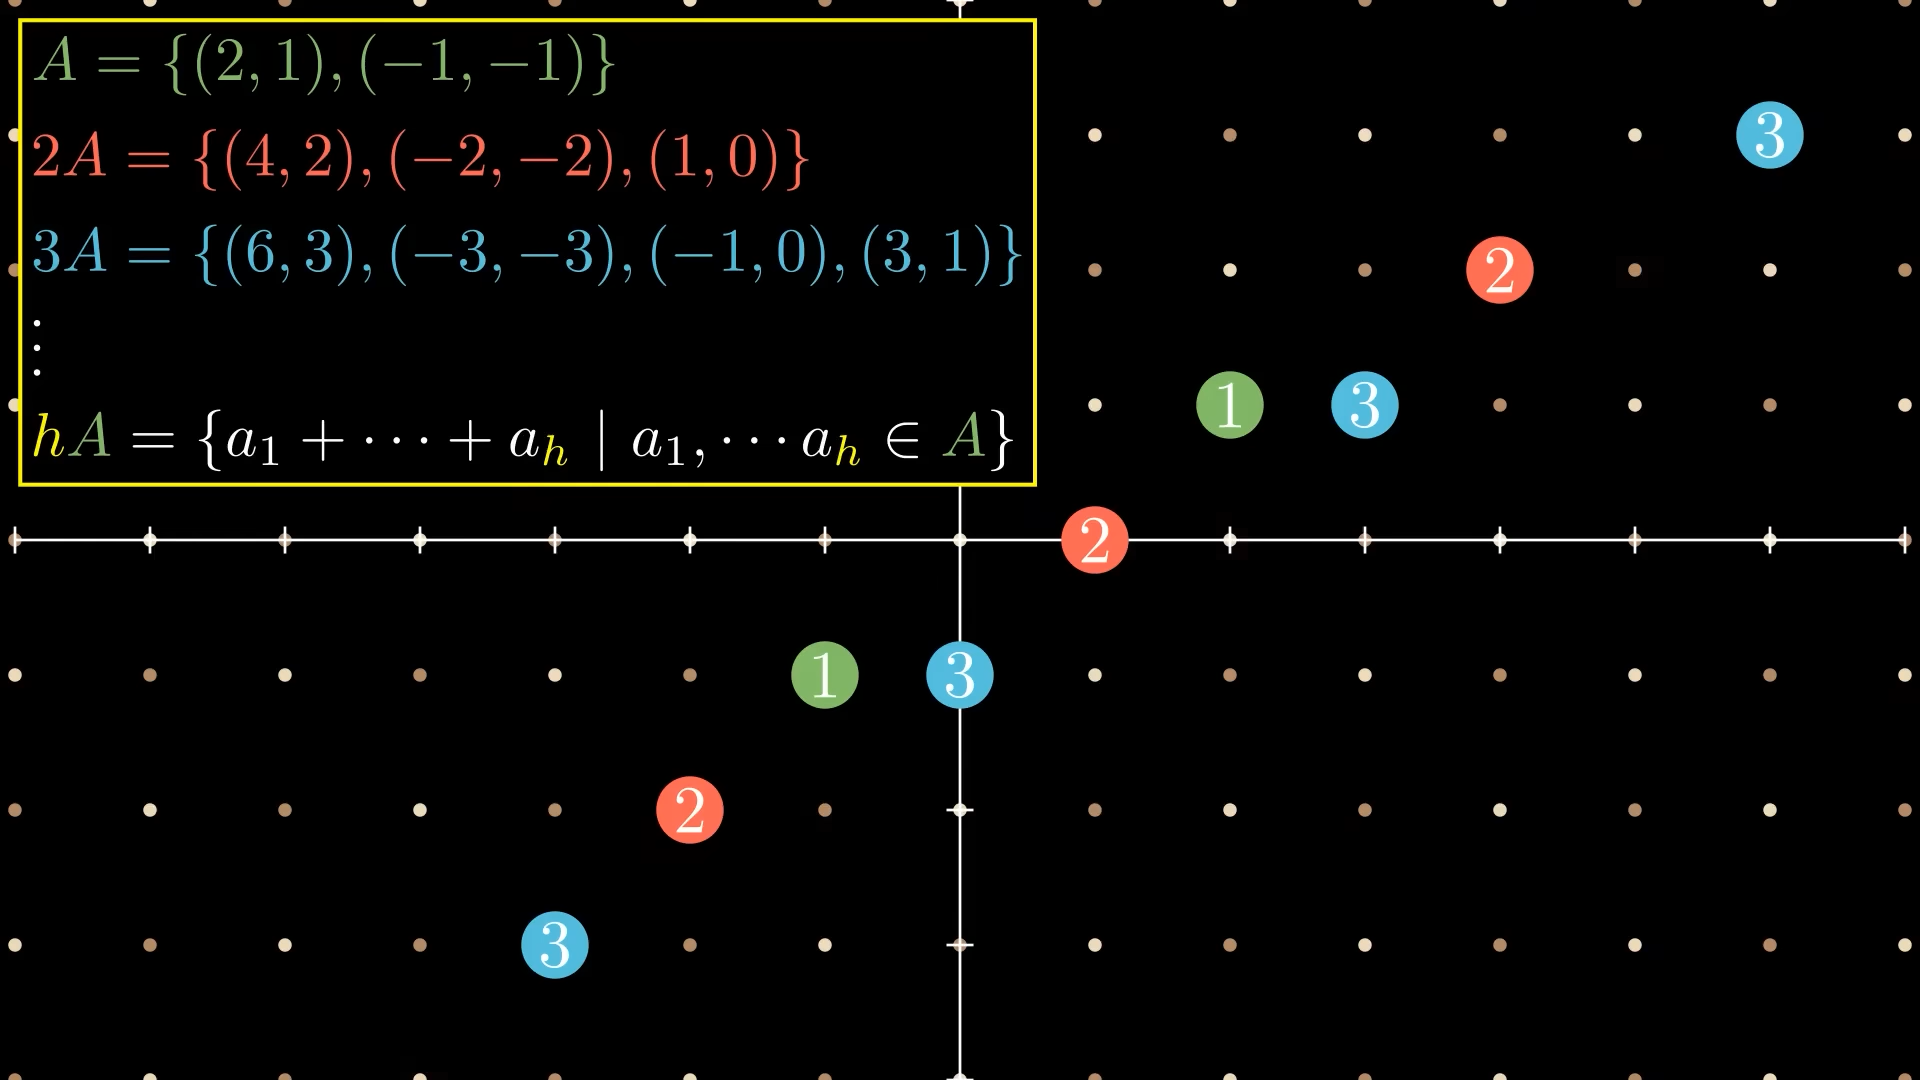 A = {(2, 1), (−1, −1)}
2A = {(4, 2), (−2, −2), (1, 0)}
3A = {(6, 3), (−3, −3), (−1, 0), (3, 1)}
⋮
hA = {a₁ + ⋯ + aₕ | a₁, ⋯ aₕ ∈ A}
3
2
1 3
2
1 3
2
3